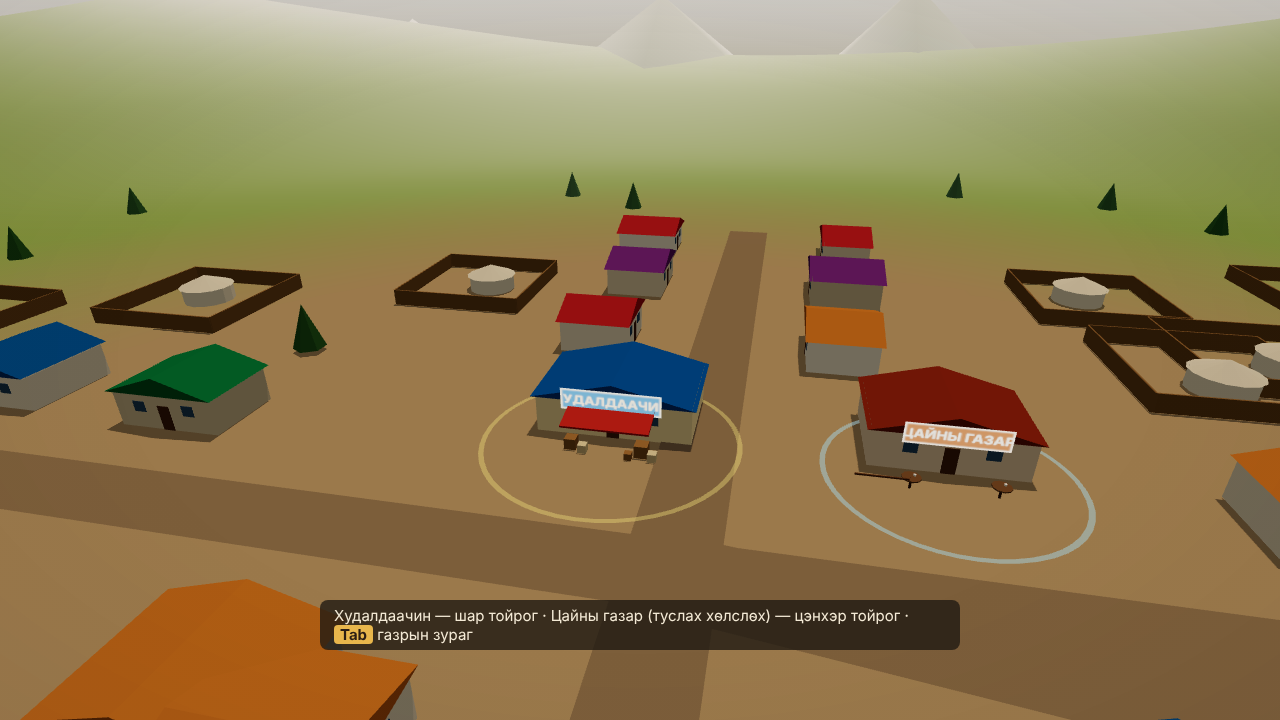 УДАЛДААЧИ
ЦАЙНЫ ГАЗАР
Худалдаачин — шар тойрог · Цайны газар (туслах хөлслөх) — цэнхэр тойрог ·
Tab газрын зураг